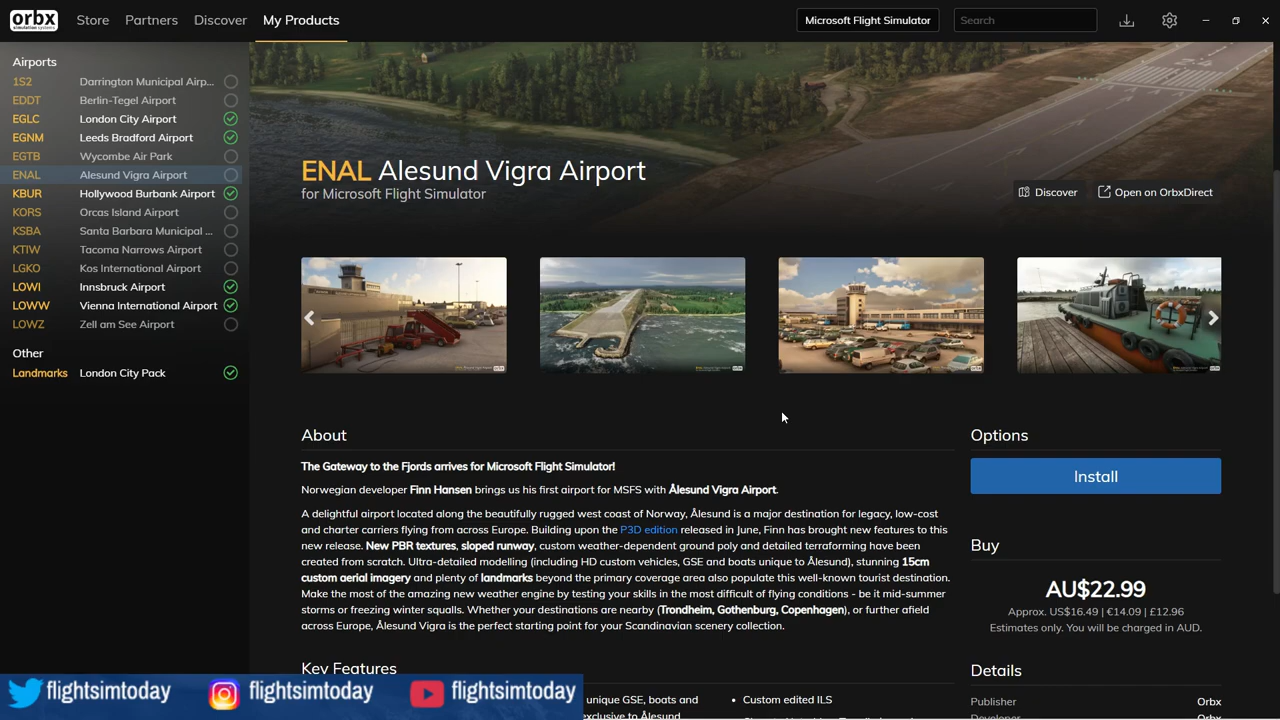 orbx
Store
Partners
Discover
My Products
Microsoft Flight Simulator
Search
Airports
1S2 Darrington Municipal Airp...
EDDT Berlin-Tegel Airport
EGLC London City Airport
EGNM Leeds Bradford Airport
EGTB Wycombe Air Park
ENAL Alesund Vigra Airport
KBUR Hollywood Burbank Airport
KORS Orcas Island Airport
KSBA Santa Barbara Municipal ...
KTIW Tacoma Narrows Airport
LGKO Kos International Airport
LOWI Innsbruck Airport
LOWW Vienna International Airport
LOWZ Zell am See Airport
Other
Landmarks London City Pack
ENAL Alesund Vigra Airport
for Microsoft Flight Simulator
Discover
Open on OrbxDirect
About
The Gateway to the Fjords arrives for Microsoft Flight Simulator!
Norwegian developer Finn Hansen brings us his first airport for MSFS with Ålesund Vigra Airport.
A delightful airport located along the beautifully rugged west coast of Norway, Ålesund is a major destination for legacy, low-cost
and charter carriers flying from across Europe. Building upon the P3D edition released in June, Finn has brought new features to this
new release. New PBR textures, sloped runway, custom weather-dependent ground poly and detailed terraforming have been
created from scratch. Ultra-detailed modelling (including HD custom vehicles, GSE and boats unique to Ålesund), stunning 15cm
custom aerial imagery and plenty of landmarks beyond the primary coverage area also populate this well-known tourist destination.
Make the most of the amazing new weather engine by testing your skills in the most difficult of flying conditions - be it mid-summer
storms or freezing winter squalls. Whether your destinations are nearby (Trondheim, Gothenburg, Copenhagen), or further afield
across Europe, Ålesund Vigra is the perfect starting point for your Scandinavian scenery collection.
Key Features
unique GSE, boats and
exclusive to Ålesund
• Custom edited ILS
Options
Install
Buy
AU$22.99
Approx. US$16.49 | €14.09 | £12.96
Estimates only. You will be charged in AUD.
Details
Publisher Orbx
Developer Orbx
flightsimtoday
flightsimtoday
flightsimtoday